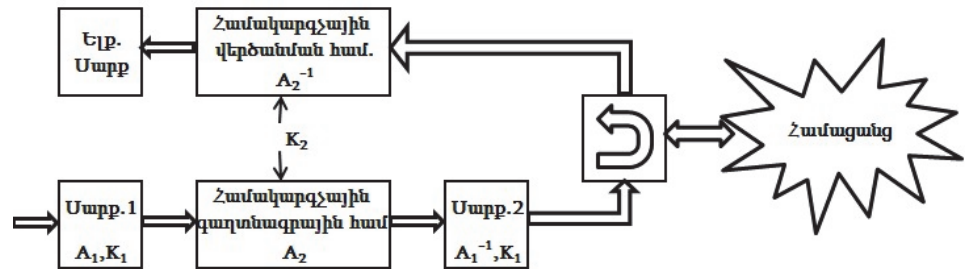 Ելք.
Սարք
Համակարգչային
վերծանման համ.
A₂⁻¹
K₂
Համացանց
Սարք.1
A₁,K₁
Համակարգչային
գաղտնագրային համ
A₂
Սարք.2
A₁⁻¹,K₁